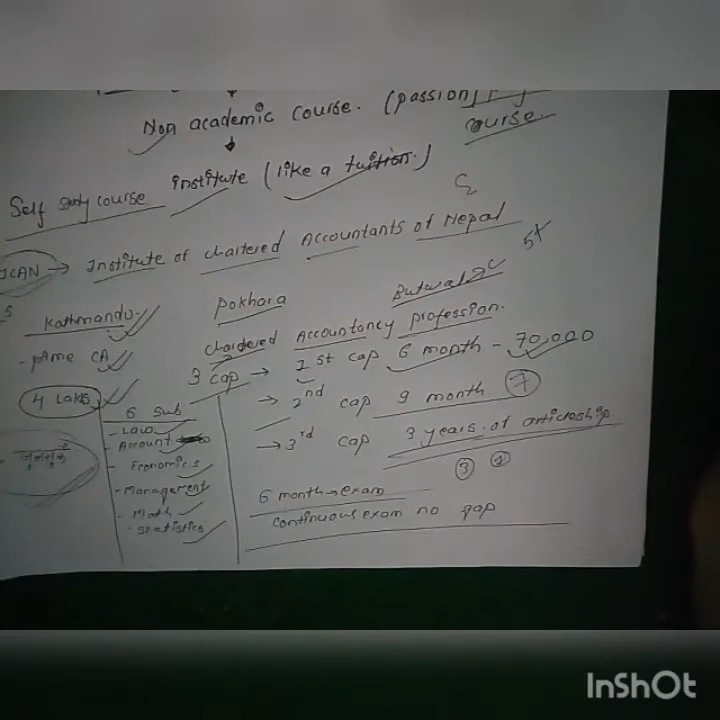 Non academic course. (passion)
course.
Self study course institute (like a tuition.)
ICAN → Institute of chartered Accountants of Nepal
Kathmandu pokhara Butwal
chartered Accountancy profession.
- prime CA
3 cap → 1st cap 6 month - 70,000
4 Lakhs
→ 2nd cap 9 month 7
→ 3rd cap 3 years of articleship
3
6 sub
- Law
- Account
- Economics
- Management
- Math
- Statistics
6 month → exam
continuous exam no gap
InShOt